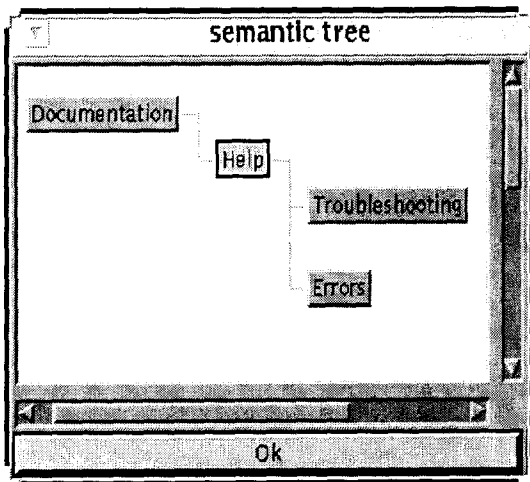 semantic tree
Documentation
Help
Troubleshooting
Errors
Ok